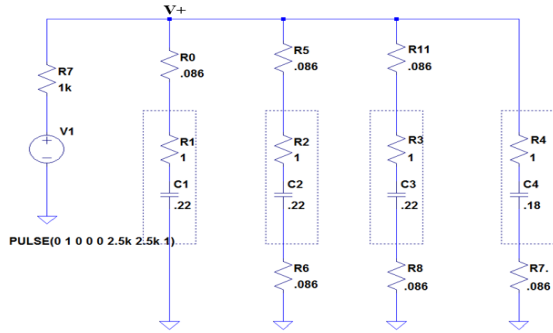 V+
R7
1k
V1
PULSE(0 1 0 0 0 2.5k 2.5k 1)
R0
.086
R1
1
C1
.22
R5
.086
R2
1
C2
.22
R6
.086
R11
.086
R3
1
C3
.22
R8
.086
R4
1
C4
.18
R7.
.086